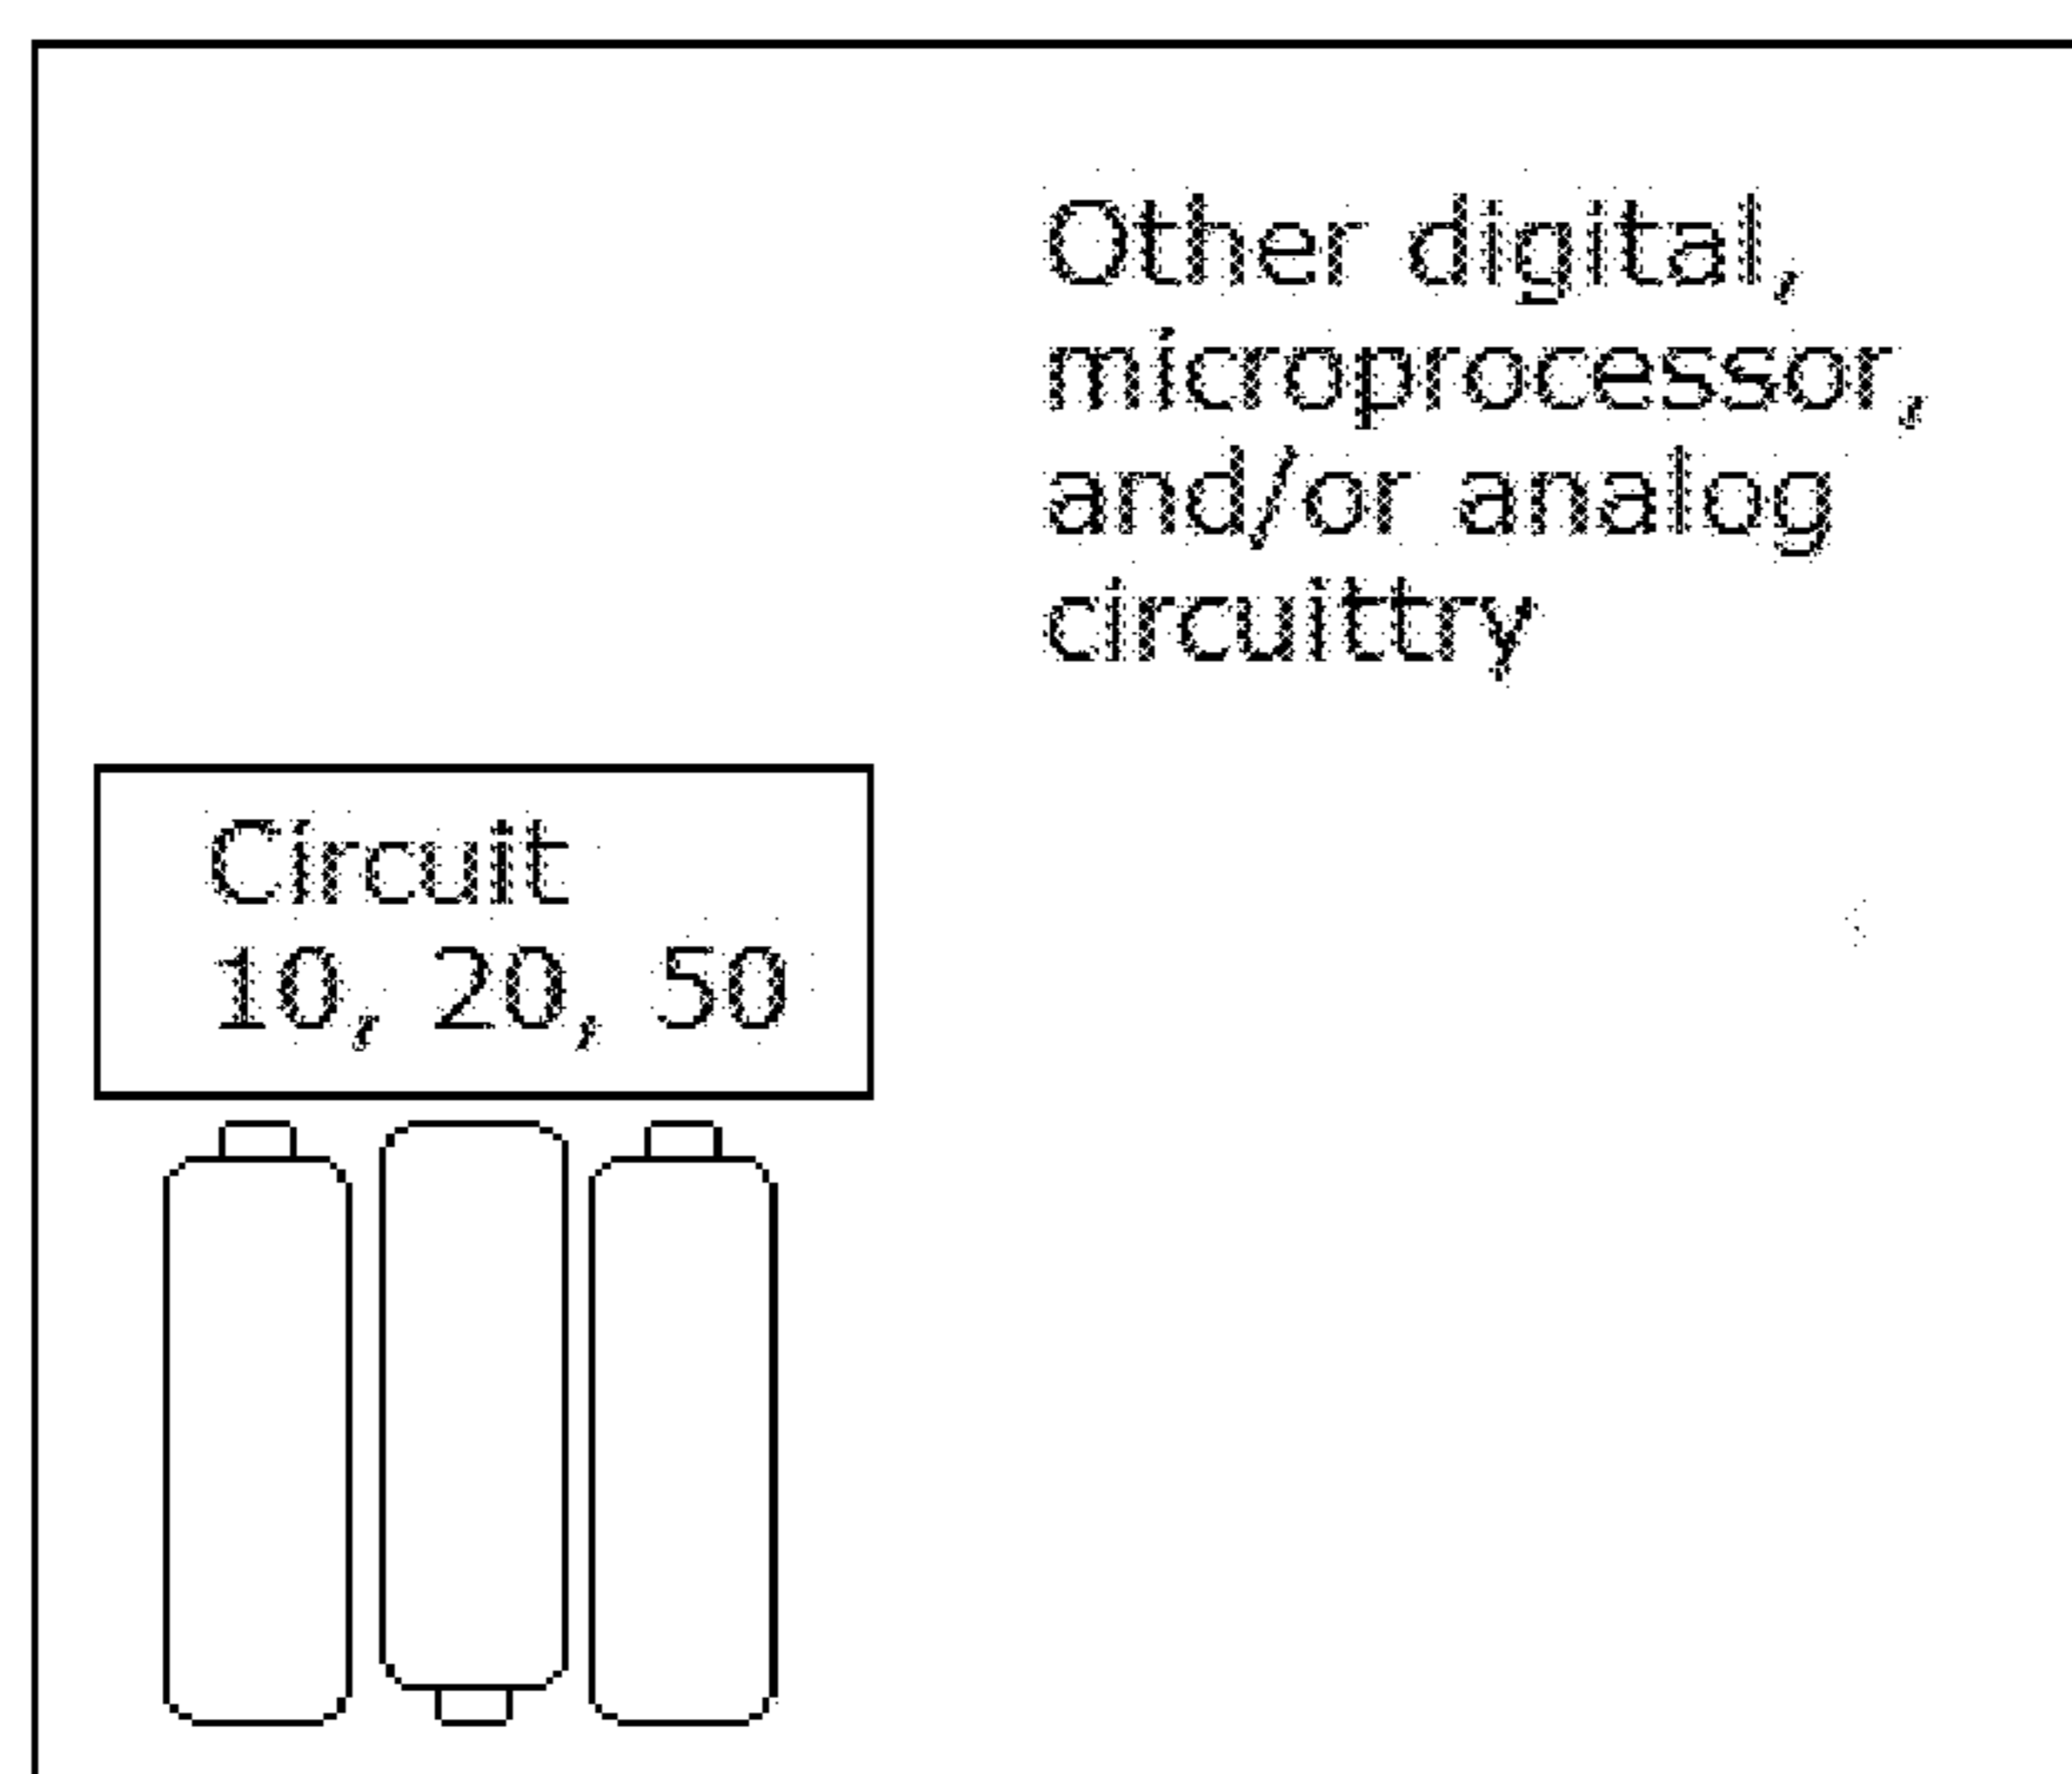 Other digital,
microprocessor,
and/or analog
circuittry
Circuit
10, 20, 50